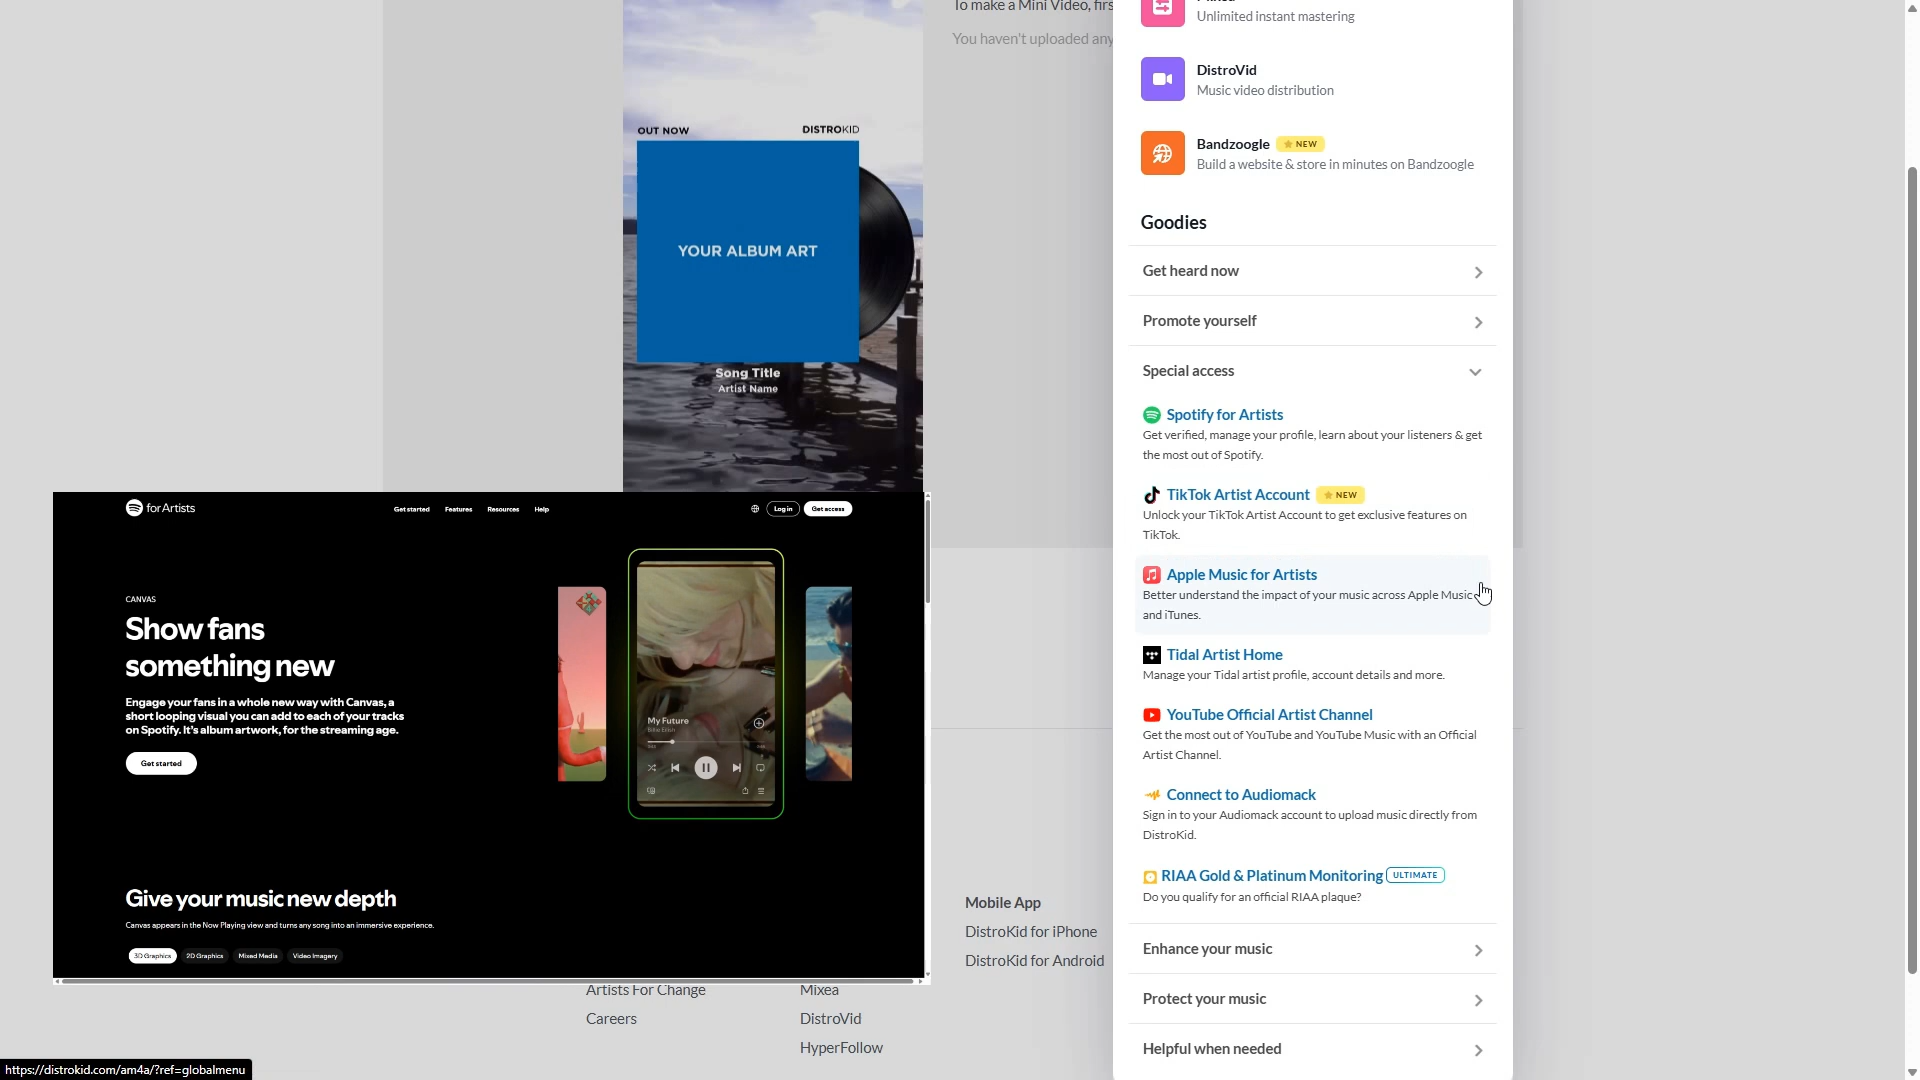 To make a Mini Video, firs
You haven't uploaded any
OUT NOW
DISTROKID
YOUR ALBUM ART
Song Title
Artist Name
for Artists
Get started
Features
Resources
Help
Log in
Get access
CANVAS
Show fans
something new
Engage your fans in a whole new way with Canvas, a
short looping visual you can add to each of your tracks
on Spotify. It's album artwork, for the streaming age.
Get started
My Future
Billie Eilish
Give your music new depth
Canvas appears in the Now Playing view and turns any song into an immersive experience.
3D Graphics
2D Graphics
Mixed Media
Video Imagery
Artists For Change
Careers
Mixea
DistroVid
HyperFollow
Mobile App
DistroKid for iPhone
DistroKid for Android
Unlimited instant mastering
DistroVid
Music video distribution
Bandzoogle NEW
Build a website & store in minutes on Bandzoogle
Goodies
Get heard now
Promote yourself
Special access
Spotify for Artists
Get verified, manage your profile, learn about your listeners & get
the most out of Spotify.
TikTok Artist Account NEW
Unlock your TikTok Artist Account to get exclusive features on
TikTok.
Apple Music for Artists
Better understand the impact of your music across Apple Music
and iTunes.
Tidal Artist Home
Manage your Tidal artist profile, account details and more.
YouTube Official Artist Channel
Get the most out of YouTube and YouTube Music with an Official
Artist Channel.
Connect to Audiomack
Sign in to your Audiomack account to upload music directly from
DistroKid.
RIAA Gold & Platinum Monitoring ULTIMATE
Do you qualify for an official RIAA plaque?
Enhance your music
Protect your music
Helpful when needed
https://distrokid.com/am4a/?ref=globalmenu